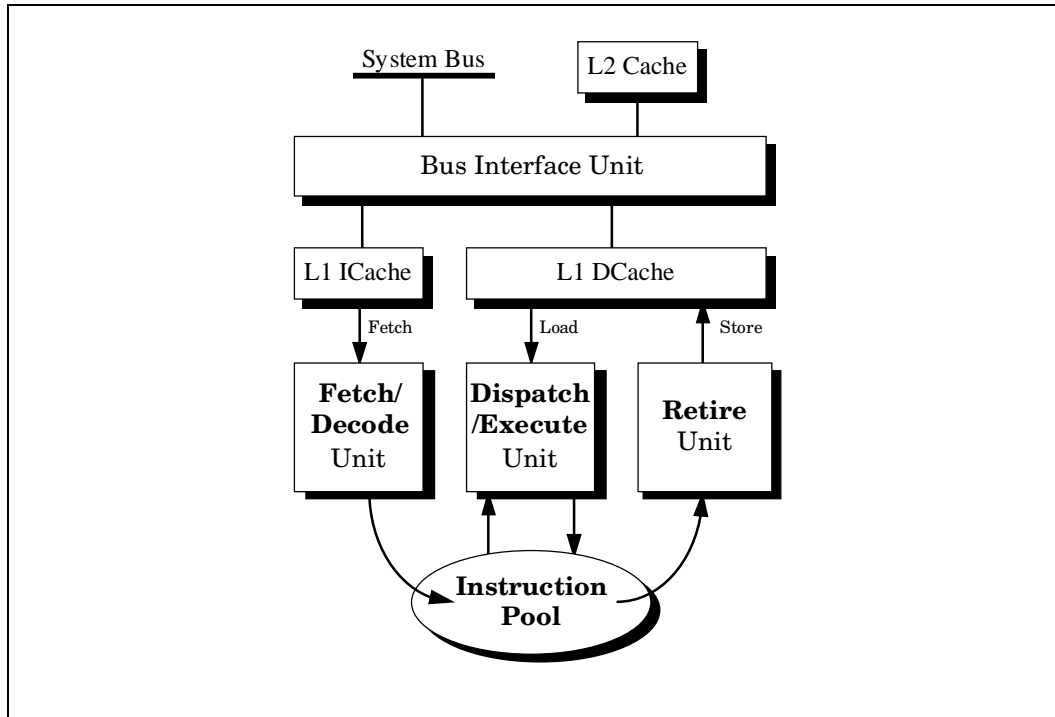 System Bus
L2 Cache
Bus Interface Unit
L1 ICache
L1 DCache
Fetch
Load
Store
Fetch/
Decode
Unit
Dispatch
/Execute
Unit
Retire
Unit
Instruction
Pool